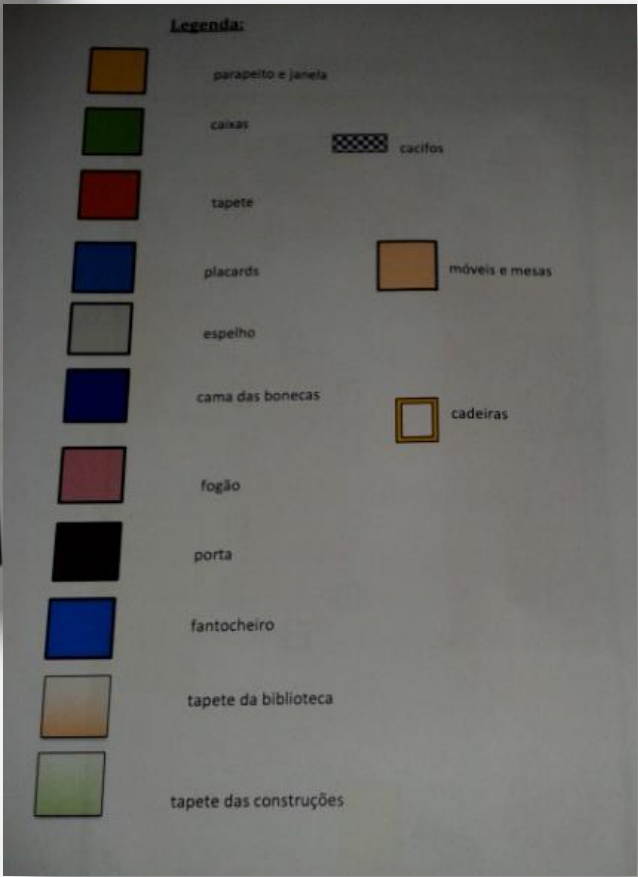 Legenda:
parapeito e janela
caixas
cacifos
tapete
placards
móveis e mesas
espelho
cama das bonecas
cadeiras
fogão
porta
fantocheiro
tapete da biblioteca
tapete das construções